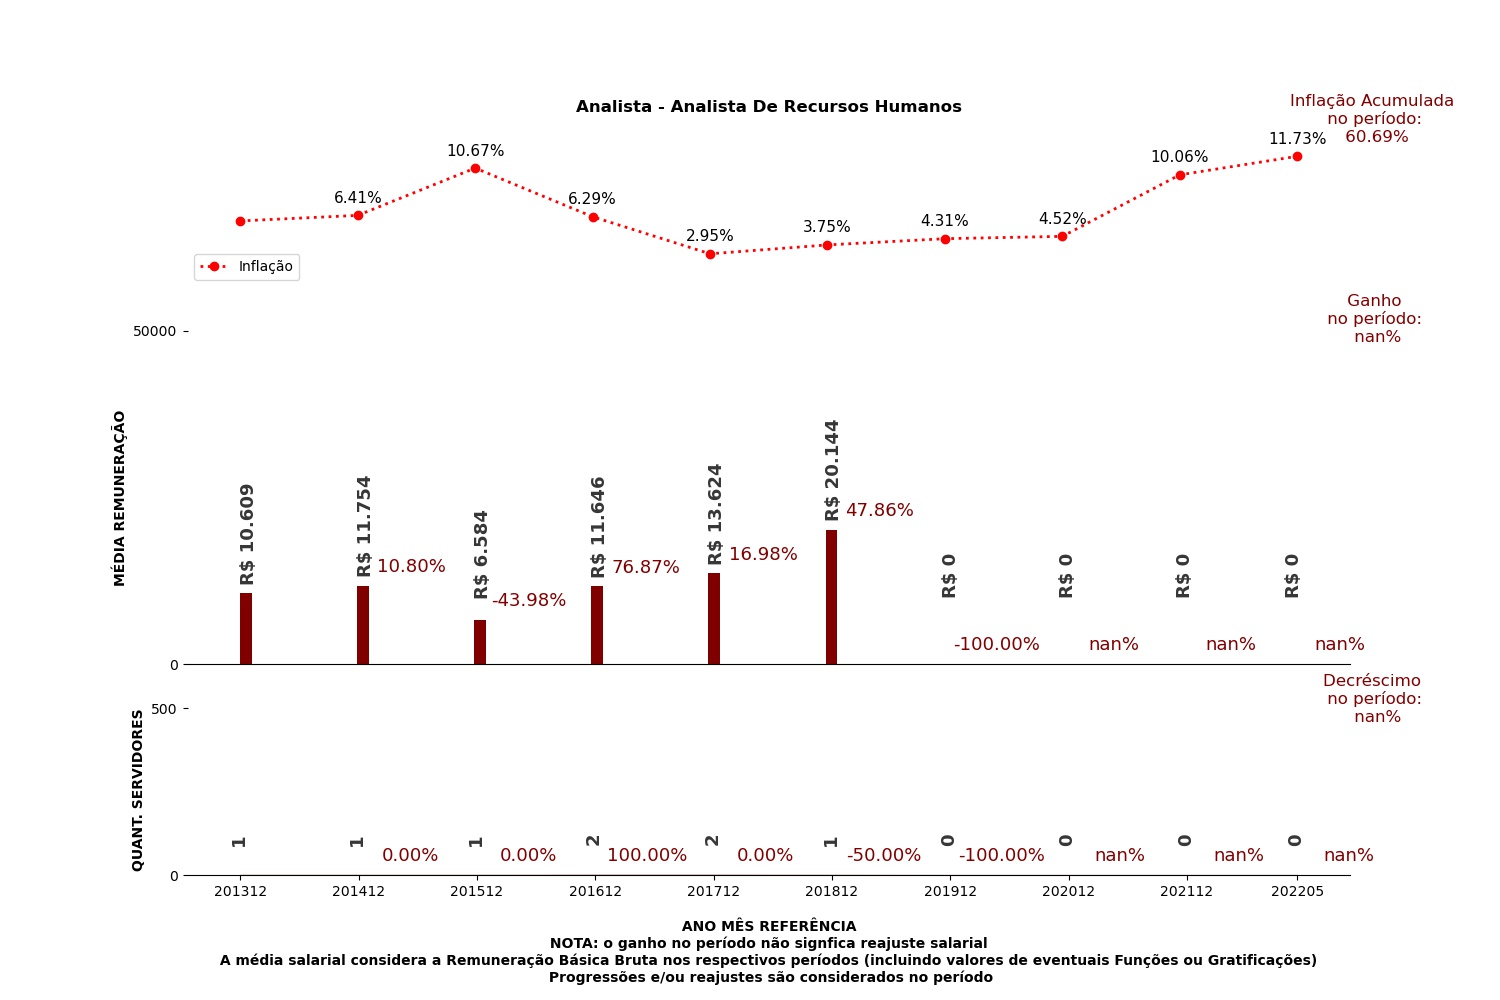 Analista - Analista De Recursos Humanos
Inflação Acumulada
no período:
60.69%
6.41%
10.67%
6.29%
2.95%
3.75%
4.31%
4.52%
10.06%
11.73%
Inflação
Ganho
no período:
nan%
MÉDIA REMUNERAÇÃO
50000
0
R$ 10.609
R$ 11.754
R$ 6.584
R$ 11.646
R$ 13.624
R$ 20.144
R$ 0
R$ 0
R$ 0
R$ 0
10.80%
-43.98%
76.87%
16.98%
47.86%
-100.00%
nan%
nan%
nan%
Decréscimo
no período:
nan%
QUANT. SERVIDORES
500
0
1
1
1
2
2
1
0
0
0
0
0.00%
0.00%
100.00%
0.00%
-50.00%
-100.00%
nan%
nan%
nan%
201312
201412
201512
201612
201712
201812
201912
202012
202112
202205
ANO MÊS REFERÊNCIA
NOTA: o ganho no período não signfica reajuste salarial
A média salarial considera a Remuneração Básica Bruta nos respectivos períodos (incluindo valores de eventuais Funções ou Gratificações)
Progressões e/ou reajustes são considerados no período